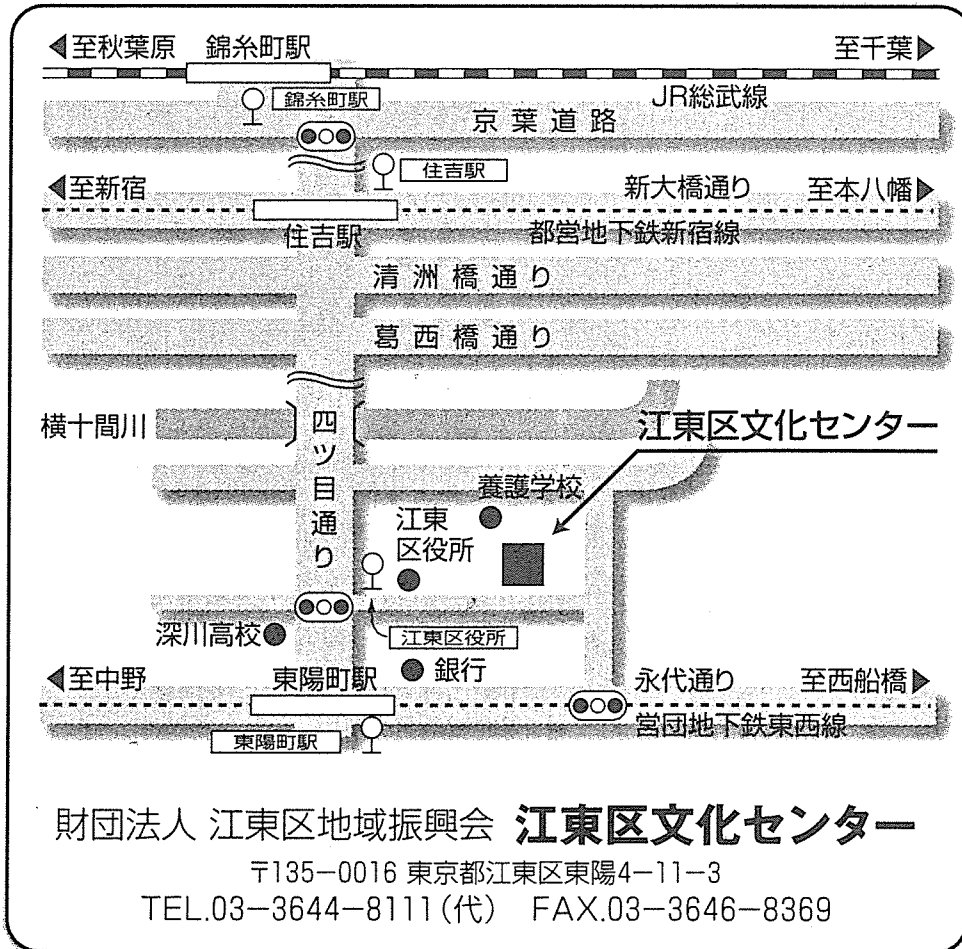 ◀至秋葉原 錦糸町駅 至千葉▶
錦糸町駅
JR総武線
京葉道路
住吉駅
◀至新宿 新大橋通り 至本八幡▶
住吉駅 都営地下鉄新宿線
清洲橋通り
葛西橋通り
横十間川
四ツ目通り
江東区文化センター
養護学校
江東
区役所
深川高校
江東区役所
銀行
◀至中野 東陽町駅 永代通り 至西船橋▶
東陽町駅 営団地下鉄東西線
財団法人 江東区地域振興会 江東区文化センター
〒135-0016 東京都江東区東陽4-11-3
TEL.03-3644-8111(代) FAX.03-3646-8369